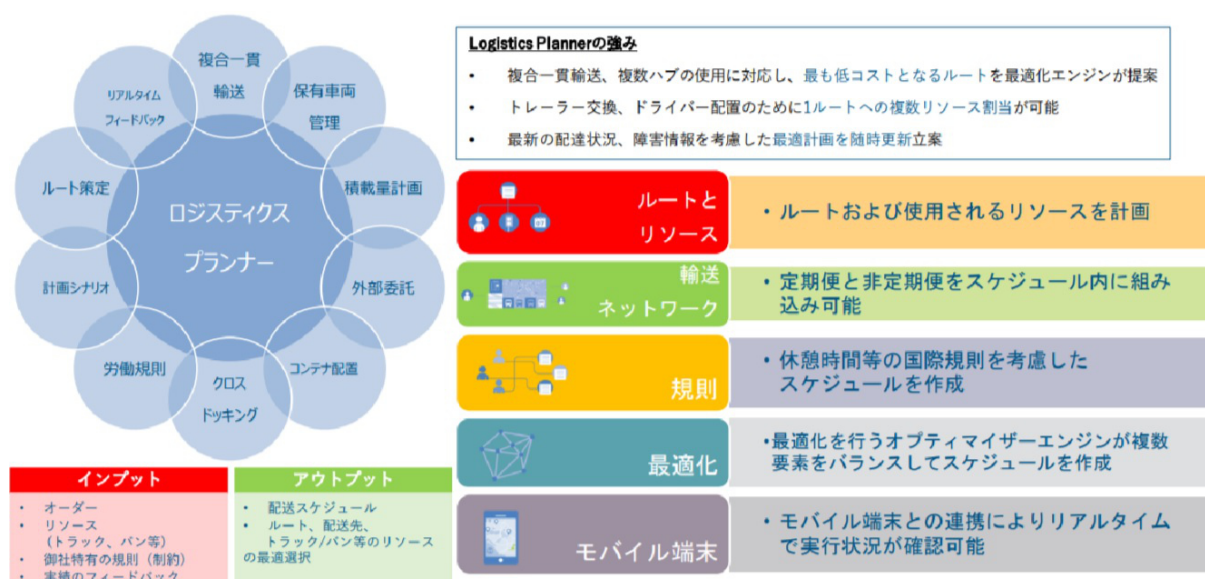 複合一貫
輸送
保有車両
管理
積載量計画
外部委託
コンテナ配置
クロス
ドッキング
労働規則
計画シナリオ
ルート策定
リアルタイム
フィードバック
ロジスティクス
プランナー
インプット
・ オーダー
・ リソース
(トラック、バン等)
・ 御社特有の規則（制約）
・ 実績のフィードバック
アウトプット
・ 配送スケジュール
・ ルート、配送先、
トラック/バン等のリソース
の最適選択
Logistics Plannerの強み
・ 複合一貫輸送、複数ハブの使用に対応し、最も低コストとなるルートを最適化エンジンが提案
・ トレーラー交換、ドライバー配置のために1ルートへの複数リソース割当が可能
・ 最新の配達状況、障害情報を考慮した最適計画を随時更新立案
ルートと
リソース
・ルートおよび使用されるリソースを計画
輸送
ネットワーク
・定期便と非定期便をスケジュール内に組み
込み可能
規則
・休憩時間等の国際規則を考慮した
スケジュールを作成
最適化
・最適化を行うオプティマイザーエンジンが複数
要素をバランスしてスケジュールを作成
モバイル端末
・モバイル端末との連携によりリアルタイム
で実行状況が確認可能